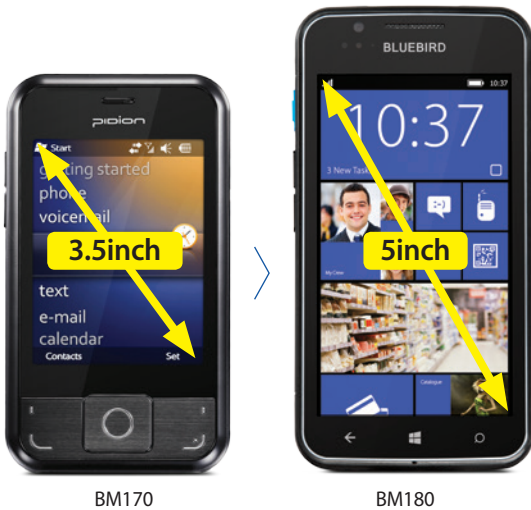 pidion
Start
getting started
phone
voicemail
3.5inch
text
e-mail
calendar
Contacts
Set
BM170
BLUEBIRD
10:37
10:37
3 New Task
My Crew
5inch
Catalogue
BM180